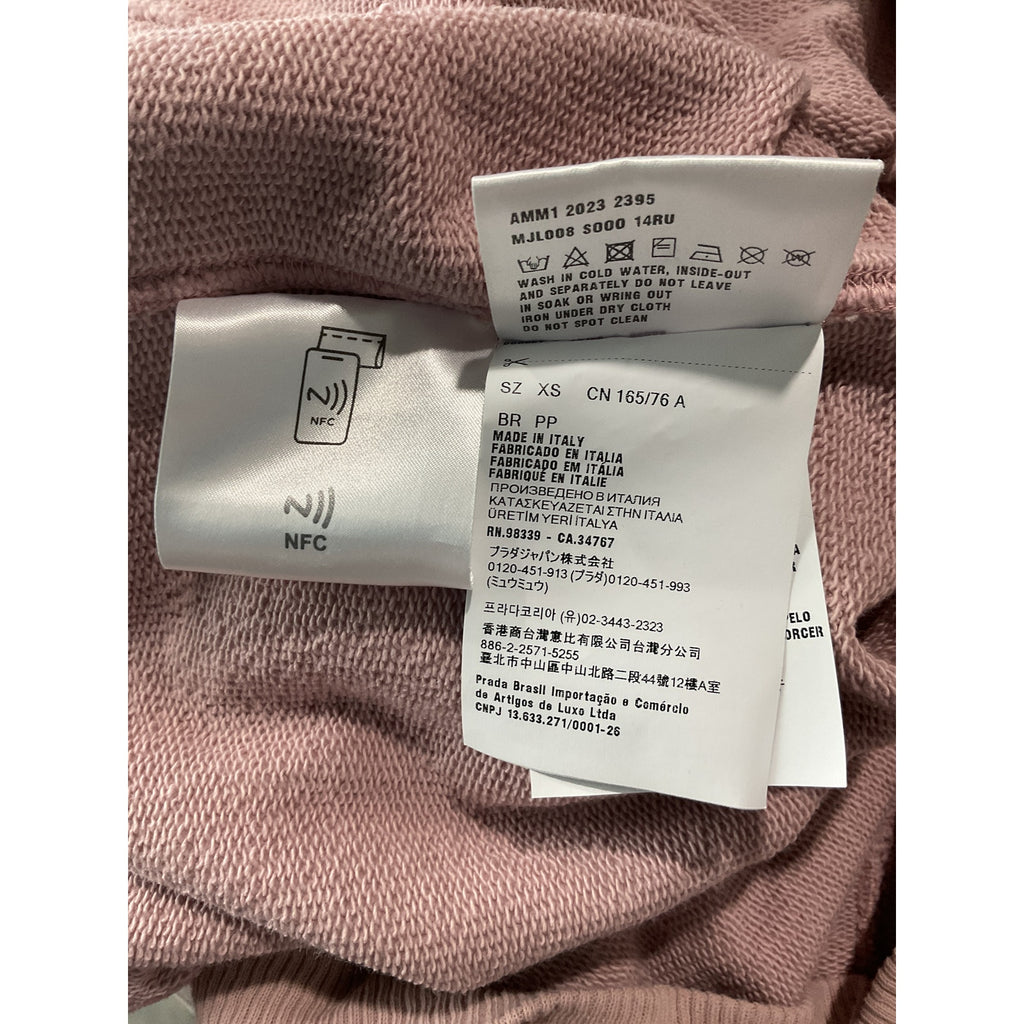 AMM1 2023 2395
MJL008 S000 14RU
WASH IN COLD WATER, INSIDE-OUT
AND SEPARATELY DO NOT LEAVE
IN SOAK OR WRING OUT
IRON UNDER DRY CLOTH
DO NOT SPOT CLEAN
NFC
NFC
SZ XS CN 165/76 A
BR PP
MADE IN ITALY
FABRICADO EN ITALIA
FABRICADO EM ITÁLIA
FABRIQUÉ EN ITALIE
ПРОИЗВЕДЕНО В ИТАЛИЯ
ΚΑΤΑΣΚΕΥΑΖΕΤΑΙ ΣΤΗΝ ΙΤΑΛΙΑ
ÜRETİM YERİ İTALYA
RN.98339 - CA.34767
プラダジャパン株式会社
0120-451-913 (プラダ)0120-451-993
(ミュウミュウ)
프라다코리아 (유)02-3443-2323
香港商台灣意比有限公司台灣分公司
886-2-2571-5255
臺北市中山區中山北路二段44號12樓A室
Prada Brasil Importação e Comércio
de Artigos de Luxo Ltda
CNPJ 13.633.271/0001-26
PELO
ORCER